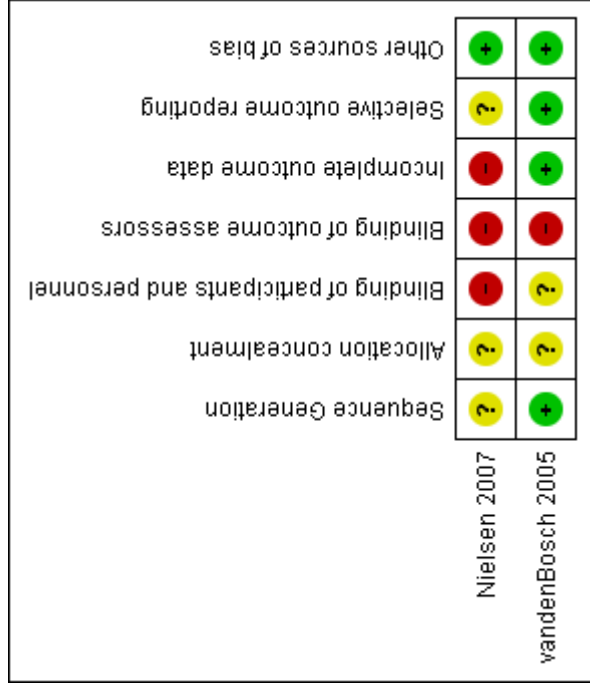 Sequence Generation
Allocation concealment
Blinding of participants and personnel
Blinding of outcome assessors
Incomplete outcome data
Selective outcome reporting
Other sources of bias
Nielsen 2007 ? ? - - - ? +
vandenBosch 2005 + ? ? - + + +